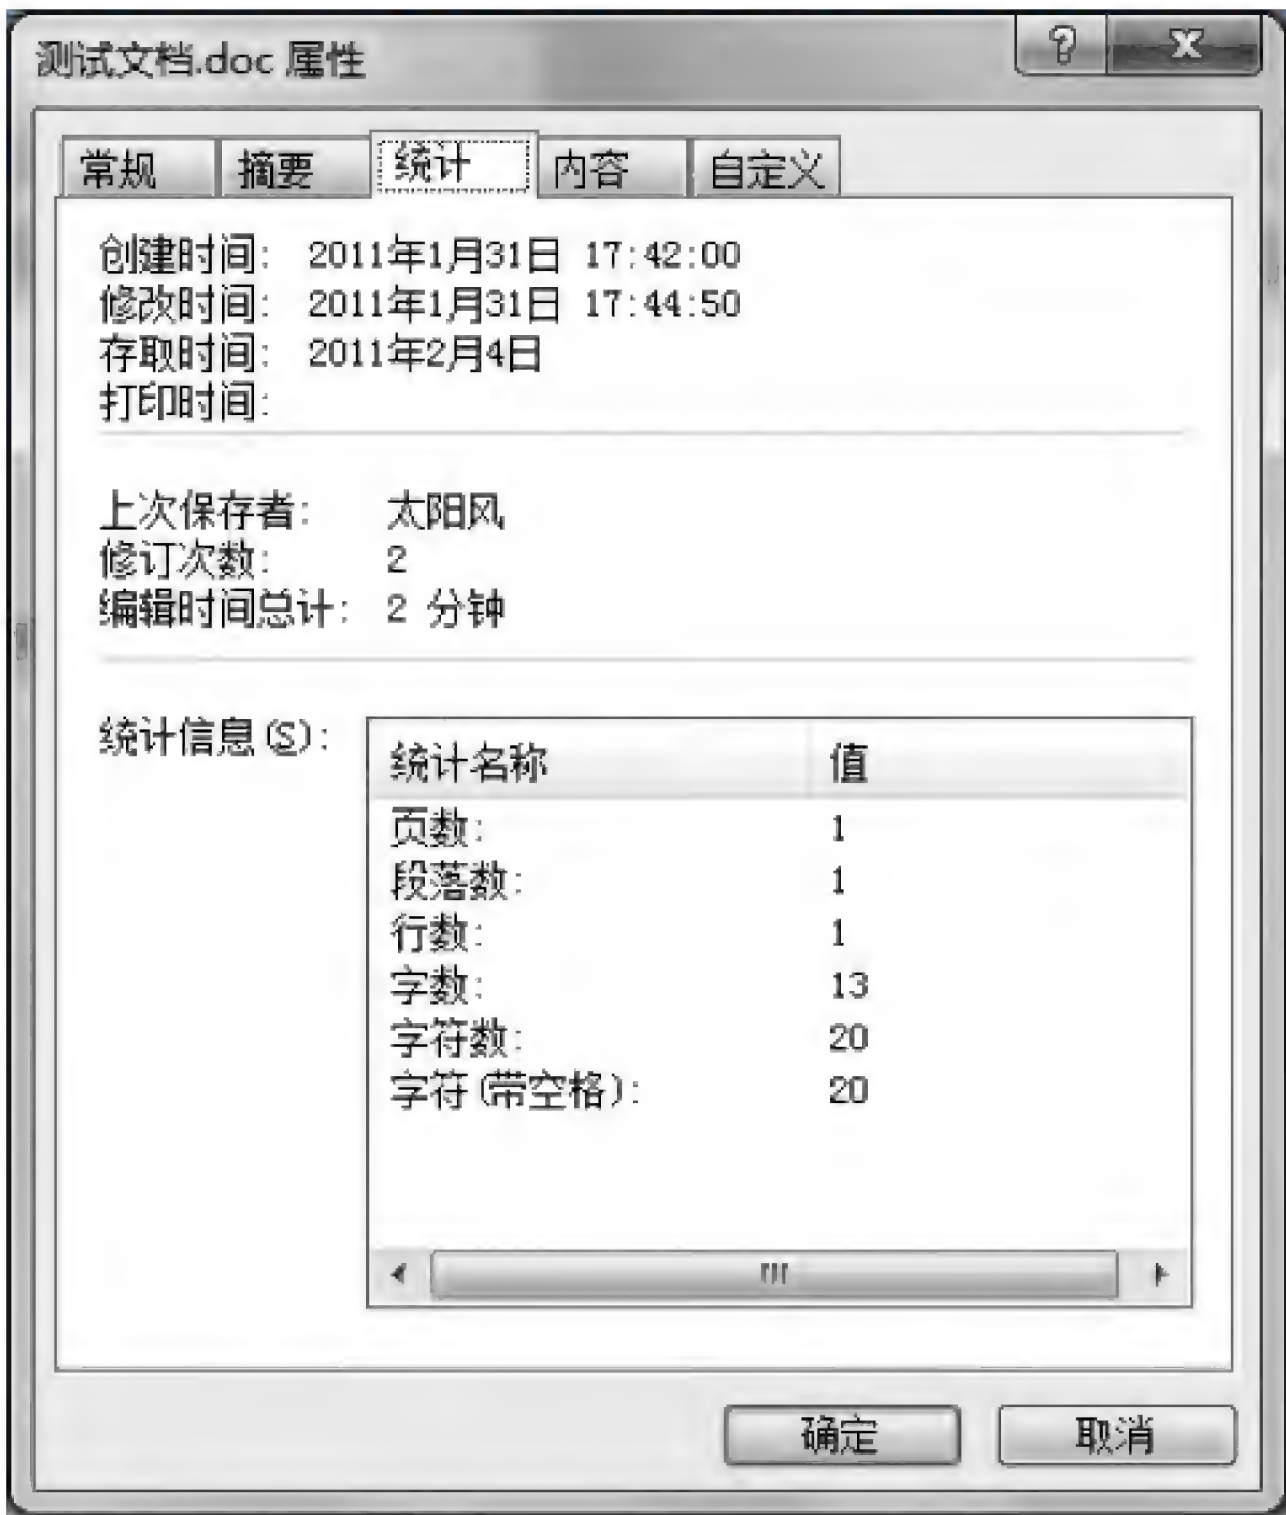 测试文档.doc 属性
常规 摘要 统计 内容 自定义
创建时间: 2011年1月31日 17:42:00
修改时间: 2011年1月31日 17:44:50
存取时间: 2011年2月4日
打印时间:
上次保存者: 太阳风
修订次数: 2
编辑时间总计: 2 分钟
统计信息(S):
统计名称 值
页数: 1
段落数: 1
行数: 1
字数: 13
字符数: 20
字符(带空格): 20
确定 取消